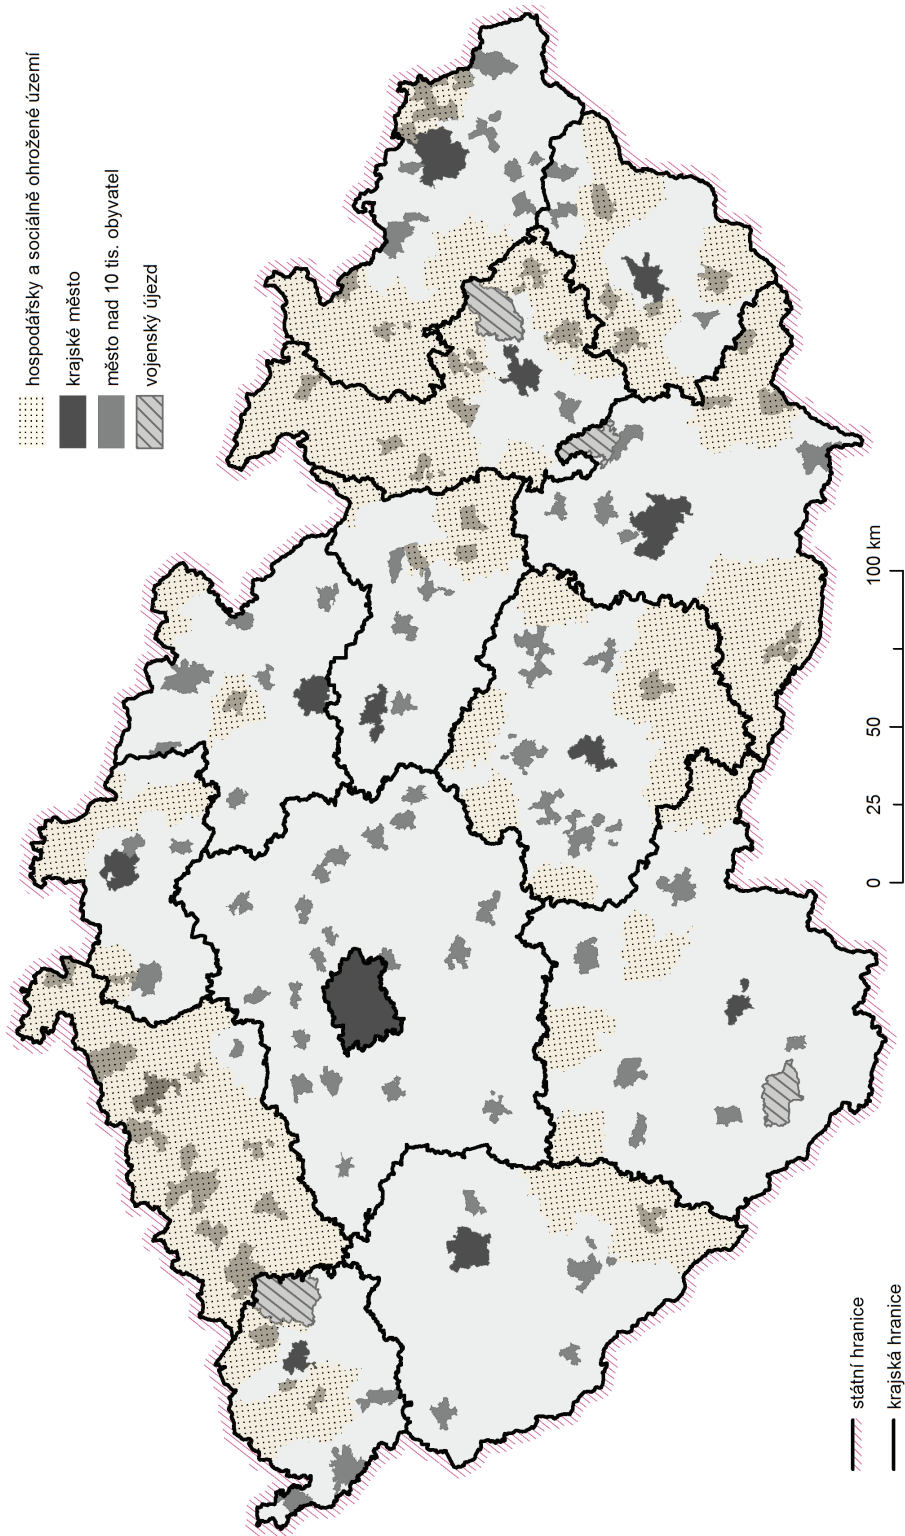 hospodářsky a sociálně ohrožené území
krajské město
město nad 10 tis. obyvatel
vojenský újezd
státní hranice
krajská hranice
0 25 50 100 km